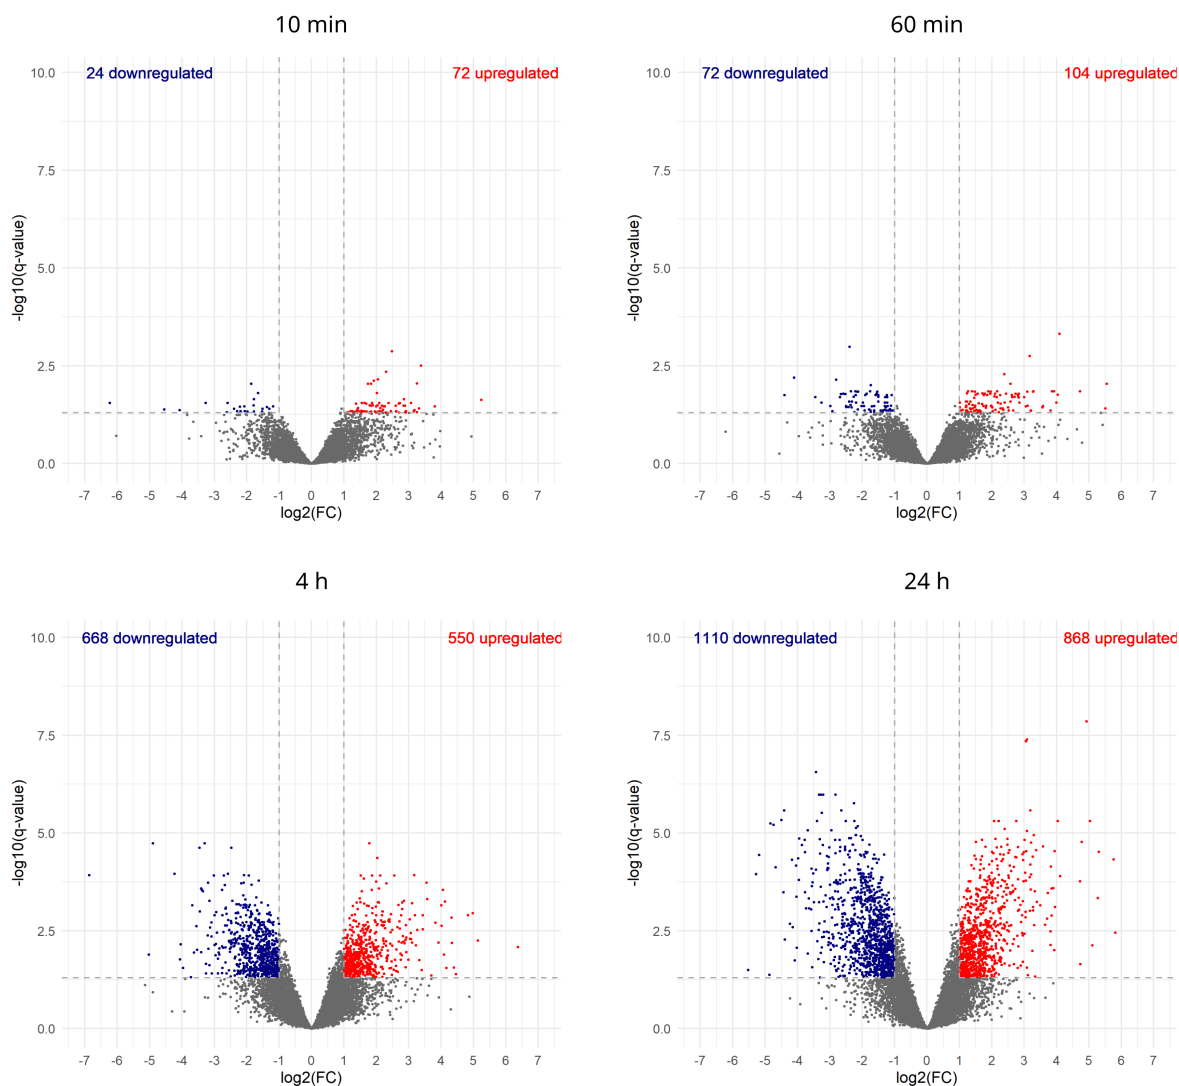 10 min
24 downregulated
72 upregulated
10.0
7.5
5.0
2.5
0.0
-log10(q-value)
-7 -6 -5 -4 -3 -2 -1 0 1 2 3 4 5 6 7
log2(FC)
60 min
72 downregulated
104 upregulated
10.0
7.5
5.0
2.5
0.0
-log10(q-value)
-7 -6 -5 -4 -3 -2 -1 0 1 2 3 4 5 6 7
log2(FC)
4 h
668 downregulated
550 upregulated
10.0
7.5
5.0
2.5
0.0
-log10(q-value)
-7 -6 -5 -4 -3 -2 -1 0 1 2 3 4 5 6 7
log2(FC)
24 h
1110 downregulated
868 upregulated
10.0
7.5
5.0
2.5
0.0
-log10(q-value)
-7 -6 -5 -4 -3 -2 -1 0 1 2 3 4 5 6 7
log2(FC)